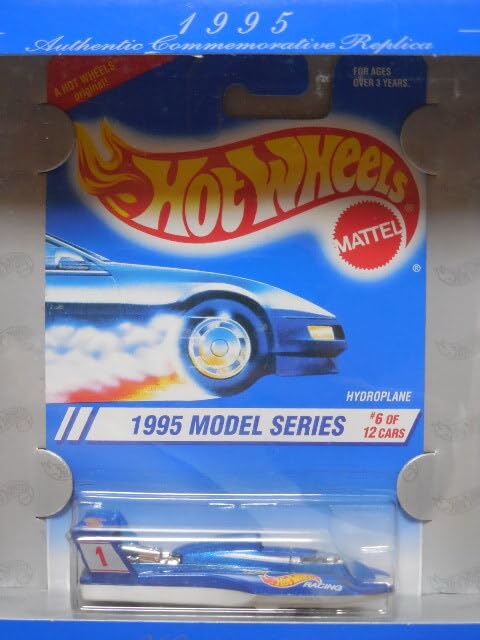 1995
Authentic Commemorative Replica
A HOT WHEELS
original!
FOR AGES
OVER 3 YEARS.
HOT WHEELS
MATTEL
®
HYDROPLANE
1995 MODEL SERIES
#6 OF
12 CARS
1
Hot Wheels
RACING